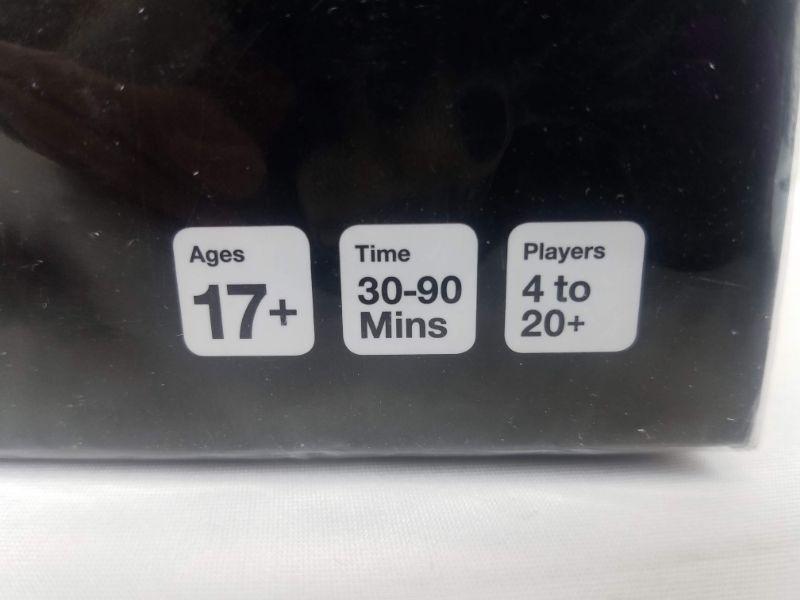 Ages
17+
Time
30-90
Mins
Players
4 to
20+